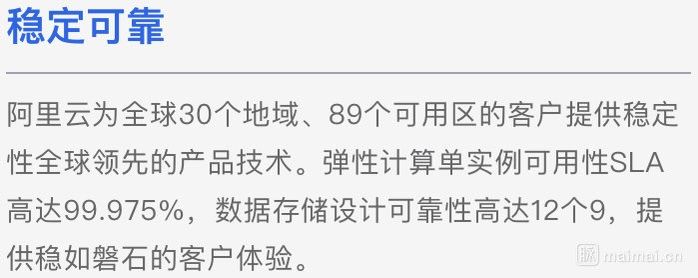 稳定可靠
阿里云为全球30个地域、89个可用区的客户提供稳定
性全球领先的产品技术。弹性计算单实例可用性SLA
高达99.975%，数据存储设计可靠性高达12个9，提
供稳如磐石的客户体验。
脉 maimai.cn